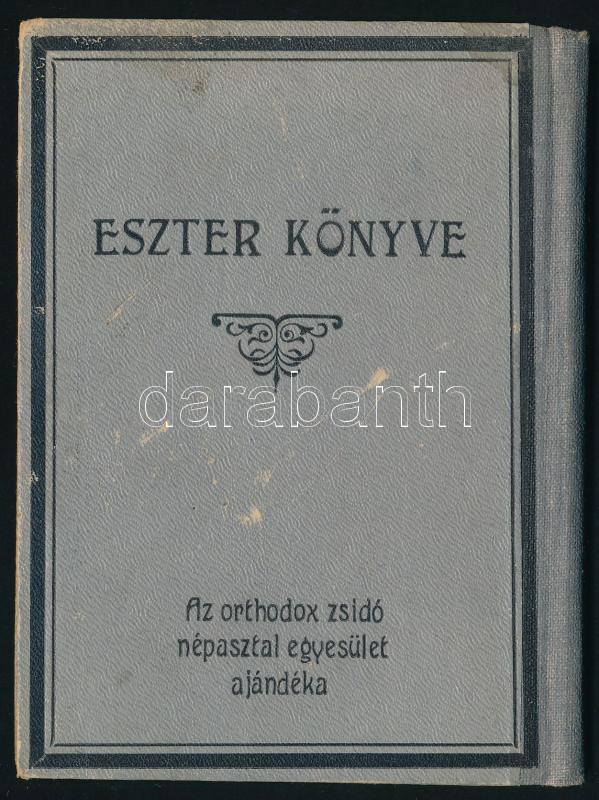 ESZTER KÖNYVE
darabanth
Az orthodox zsidó
népasztal egyesület
ajándéka